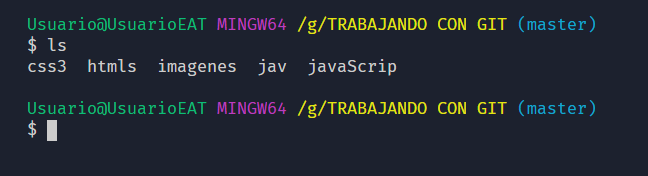 Usuario@UsuarioEAT MINGW64 /g/TRABAJANDO CON GIT (master)
$ ls
css3  htmls  imagenes  jav  javaScrip
Usuario@UsuarioEAT MINGW64 /g/TRABAJANDO CON GIT (master)
$